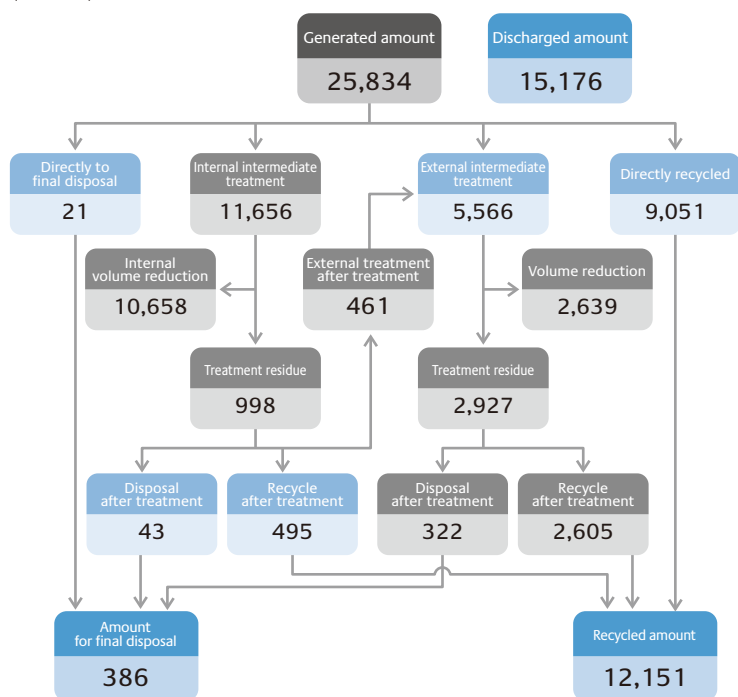 Generated amount
25,834
Discharged amount
15,176
Directly to
final disposal
21
Internal intermediate
treatment
11,656
External intermediate
treatment
5,566
Directly recycled
9,051
Internal
volume reduction
10,658
External treatment
after treatment
461
Volume reduction
2,639
Treatment residue
998
Treatment residue
2,927
Disposal
after treatment
43
Recycle
after treatment
495
Disposal
after treatment
322
Recycle
after treatment
2,605
Amount
for final disposal
386
Recycled amount
12,151